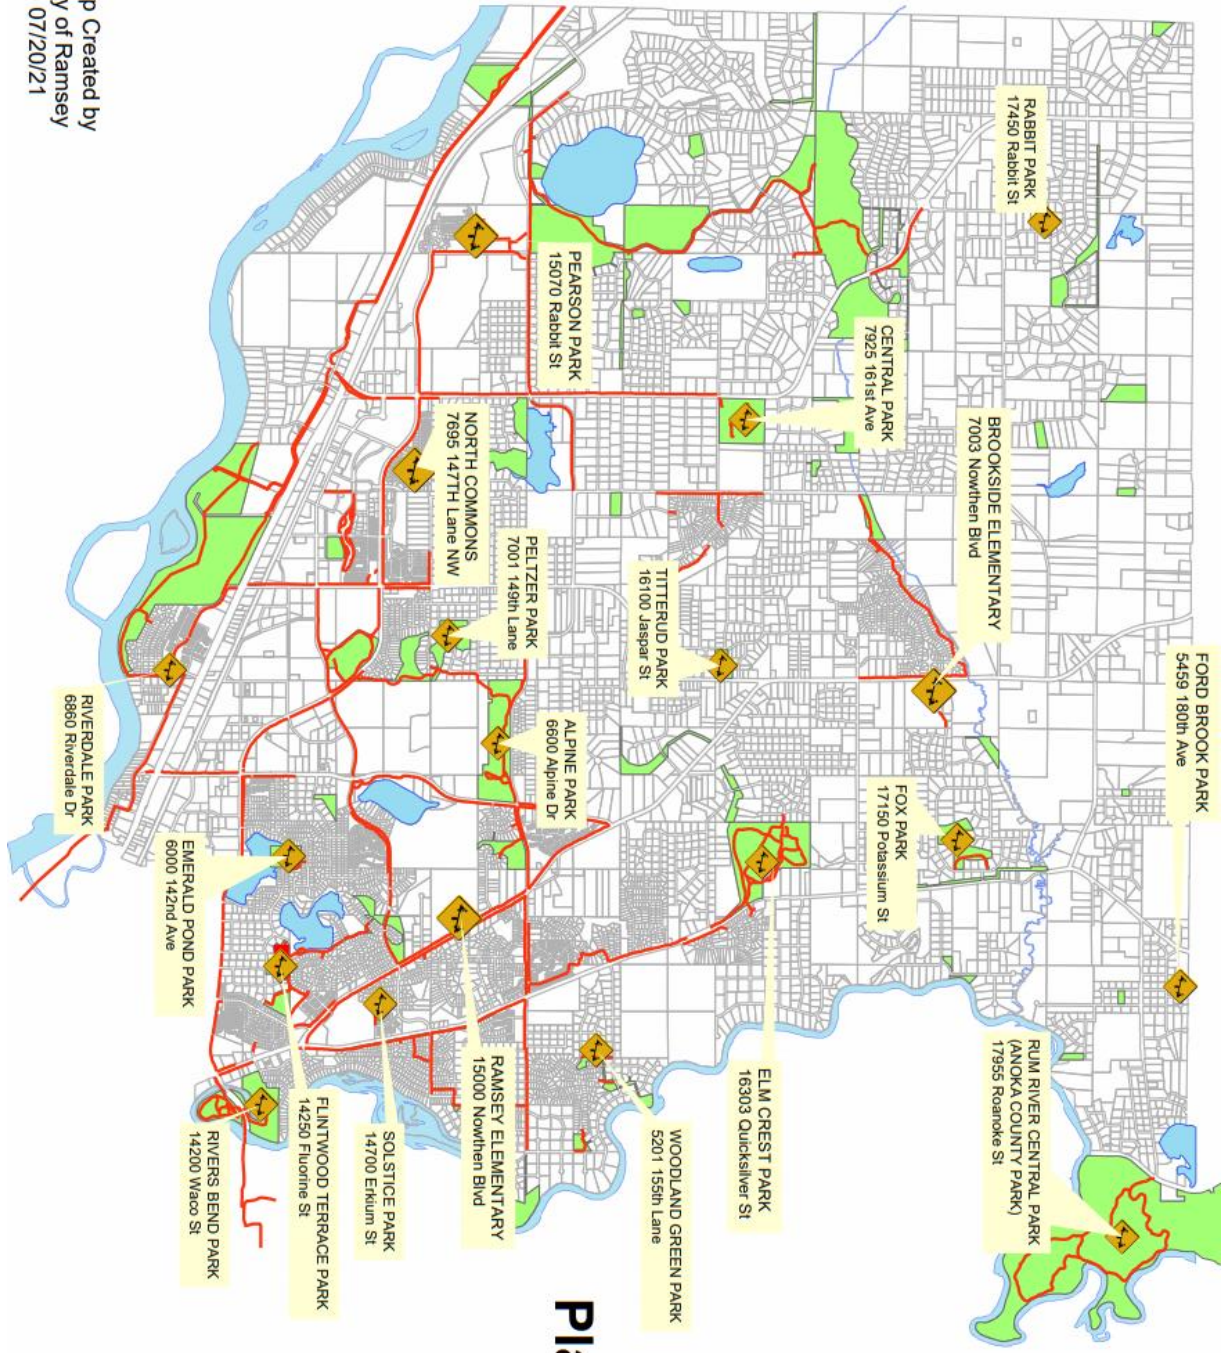 p Created by
y of Ramsey
07/20/21
RABBIT PARK
17450 Rabbit St
PEARSON PARK
15070 Rabbit St
CENTRAL PARK
7925 161st Ave
BROOKSIDE ELEMENTARY
7003 Nowthen Blvd
NORTH COMMONS
7695 147TH Lane NW
PELTZER PARK
7001 149th Lane
TITTERUD PARK
16100 Jaspar St
FORD BROOK PARK
5459 180th Ave
RIVERDALE PARK
6860 Riverdale Dr
ALPINE PARK
6600 Alpine Dr
FOX PARK
17150 Potassium St
EMERALD POND PARK
6000 142nd Ave
ELM CREST PARK
16303 Quicksilver St
RUM RIVER CENTRAL PARK
(ANOKA COUNTY PARK)
17955 Roanoke St
RAMSEY ELEMENTARY
15000 Nowthen Blvd
WOODLAND GREEN PARK
5201 155th Lane
SOLSTICE PARK
14700 Erkium St
FLINTWOOD TERRACE PARK
14250 Fluorine St
RIVERS BEND PARK
14200 Waco St
Pla